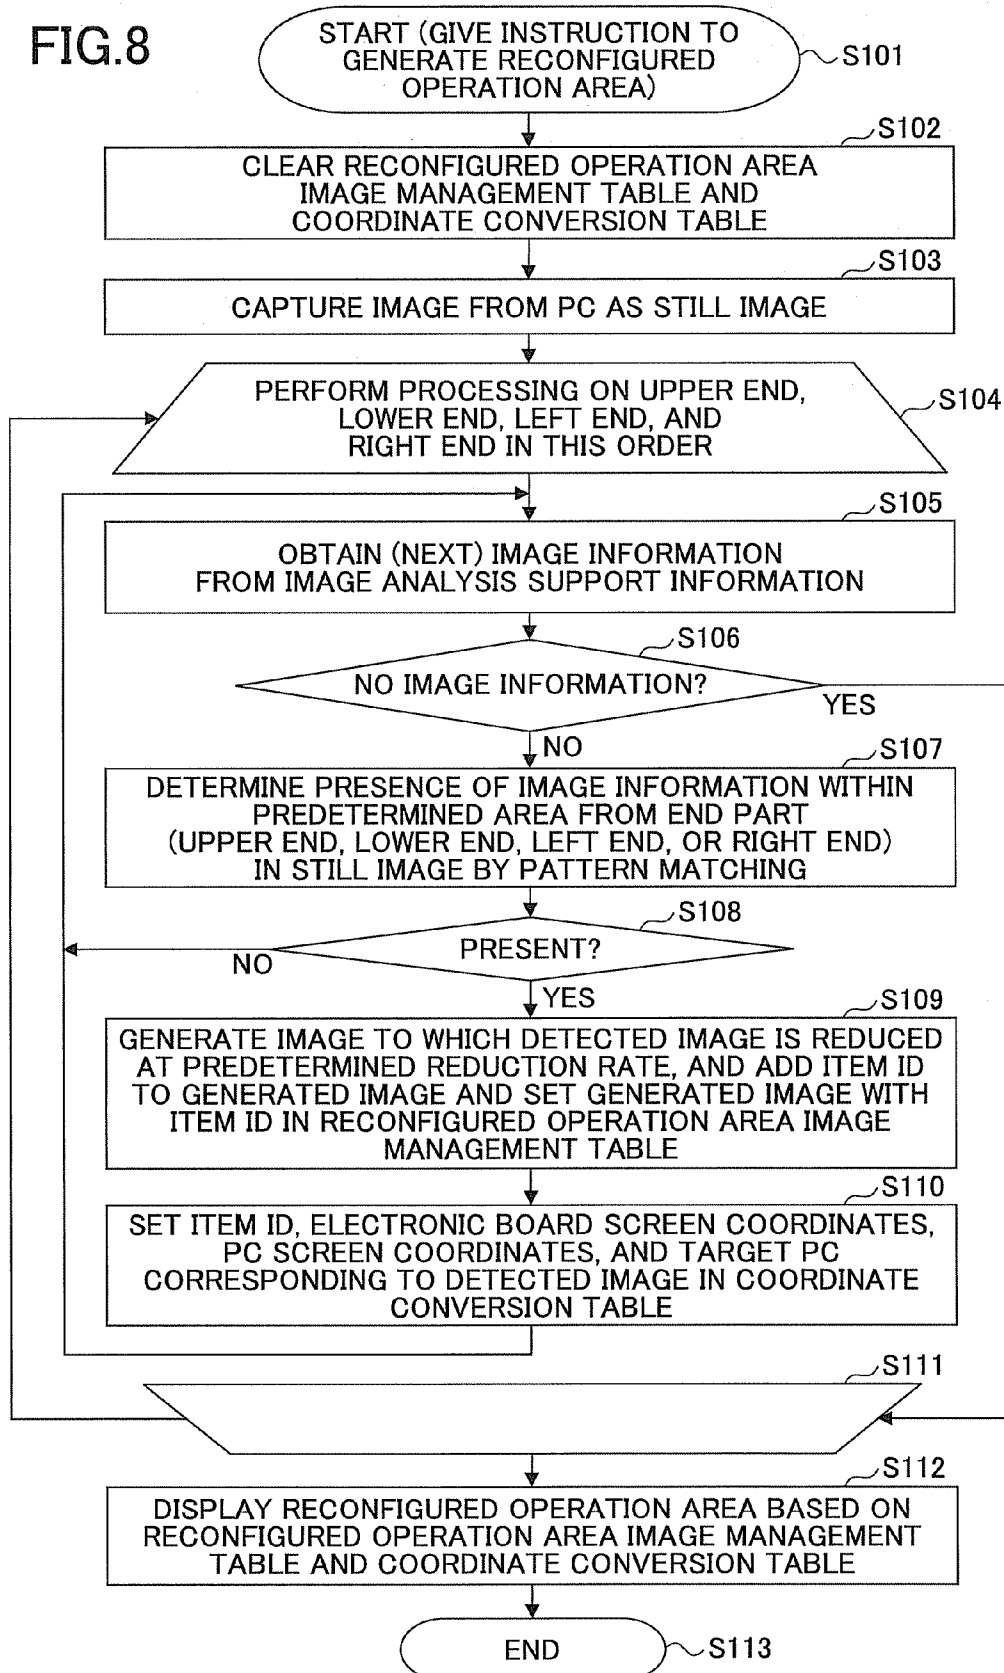 FIG.8
START (GIVE INSTRUCTION TO
GENERATE RECONFIGURED
OPERATION AREA)
S101
S102
CLEAR RECONFIGURED OPERATION AREA
IMAGE MANAGEMENT TABLE AND
COORDINATE CONVERSION TABLE
S103
CAPTURE IMAGE FROM PC AS STILL IMAGE
PERFORM PROCESSING ON UPPER END,
LOWER END, LEFT END, AND
RIGHT END IN THIS ORDER
S104
S105
OBTAIN (NEXT) IMAGE INFORMATION
FROM IMAGE ANALYSIS SUPPORT INFORMATION
S106
NO IMAGE INFORMATION?
YES
NO
S107
DETERMINE PRESENCE OF IMAGE INFORMATION WITHIN
PREDETERMINED AREA FROM END PART
(UPPER END, LOWER END, LEFT END, OR RIGHT END)
IN STILL IMAGE BY PATTERN MATCHING
S108
PRESENT?
NO
YES
S109
GENERATE IMAGE TO WHICH DETECTED IMAGE IS REDUCED
AT PREDETERMINED REDUCTION RATE, AND ADD ITEM ID
TO GENERATED IMAGE AND SET GENERATED IMAGE WITH
ITEM ID IN RECONFIGURED OPERATION AREA IMAGE
MANAGEMENT TABLE
S110
SET ITEM ID, ELECTRONIC BOARD SCREEN COORDINATES,
PC SCREEN COORDINATES, AND TARGET PC
CORRESPONDING TO DETECTED IMAGE IN COORDINATE
CONVERSION TABLE
S111
S112
DISPLAY RECONFIGURED OPERATION AREA BASED ON
RECONFIGURED OPERATION AREA IMAGE MANAGEMENT
TABLE AND COORDINATE CONVERSION TABLE
END
S113